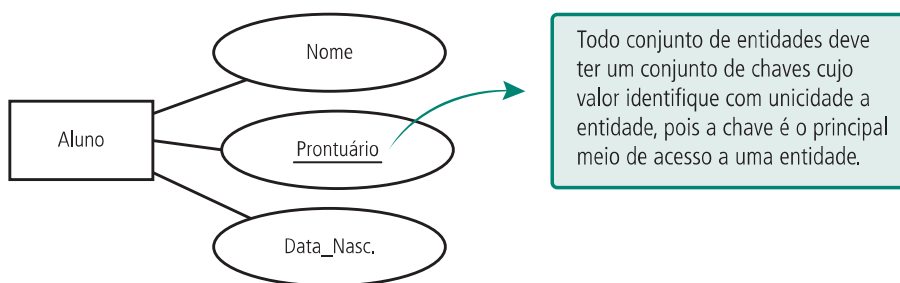 Nome
Aluno
Prontuário
Data_Nasc.
Todo conjunto de entidades deve
ter um conjunto de chaves cujo
valor identifique com unicidade a
entidade, pois a chave é o principal
meio de acesso a uma entidade.